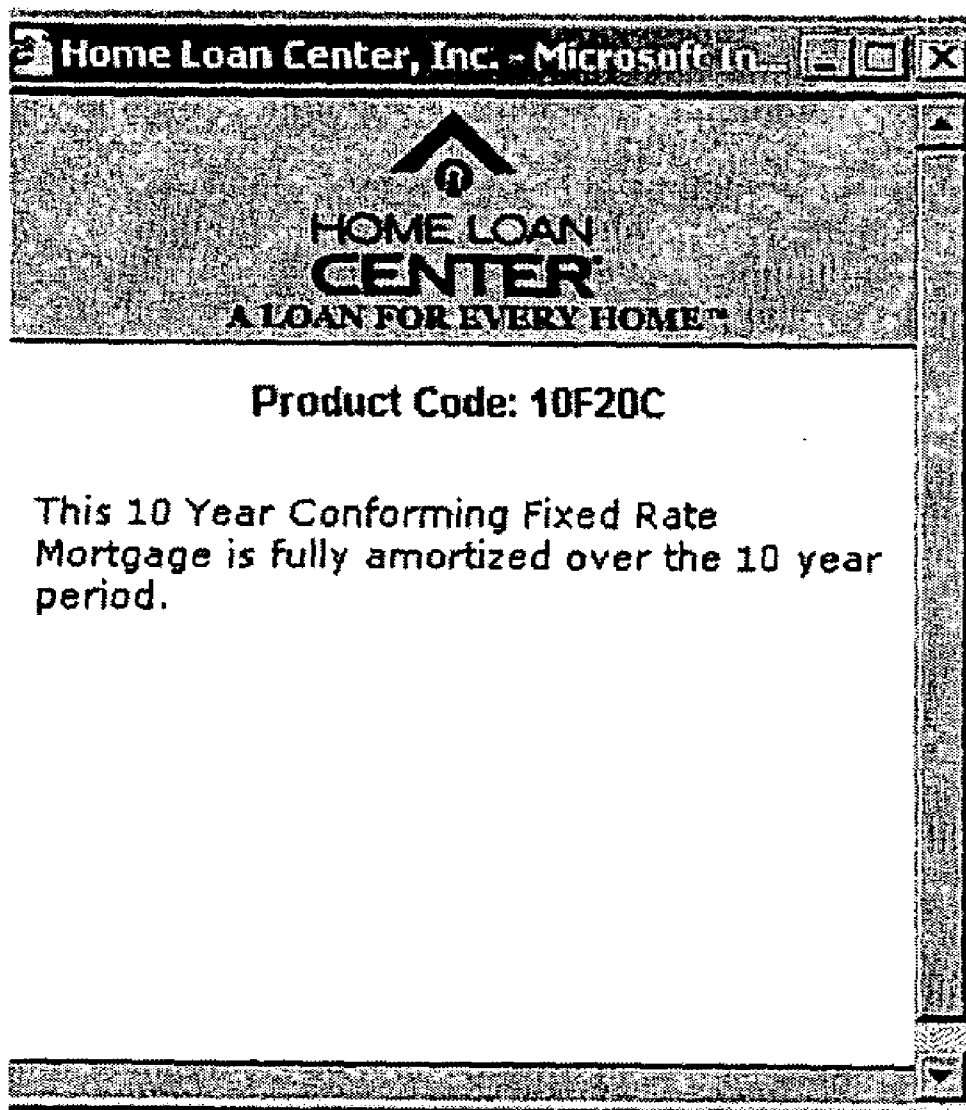 Home Loan Center, Inc. - Microsoft In...
HOME LOAN
CENTER
A LOAN FOR EVERY HOME™
Product Code: 10F20C
This 10 Year Conforming Fixed Rate
Mortgage is fully amortized over the 10 year
period.